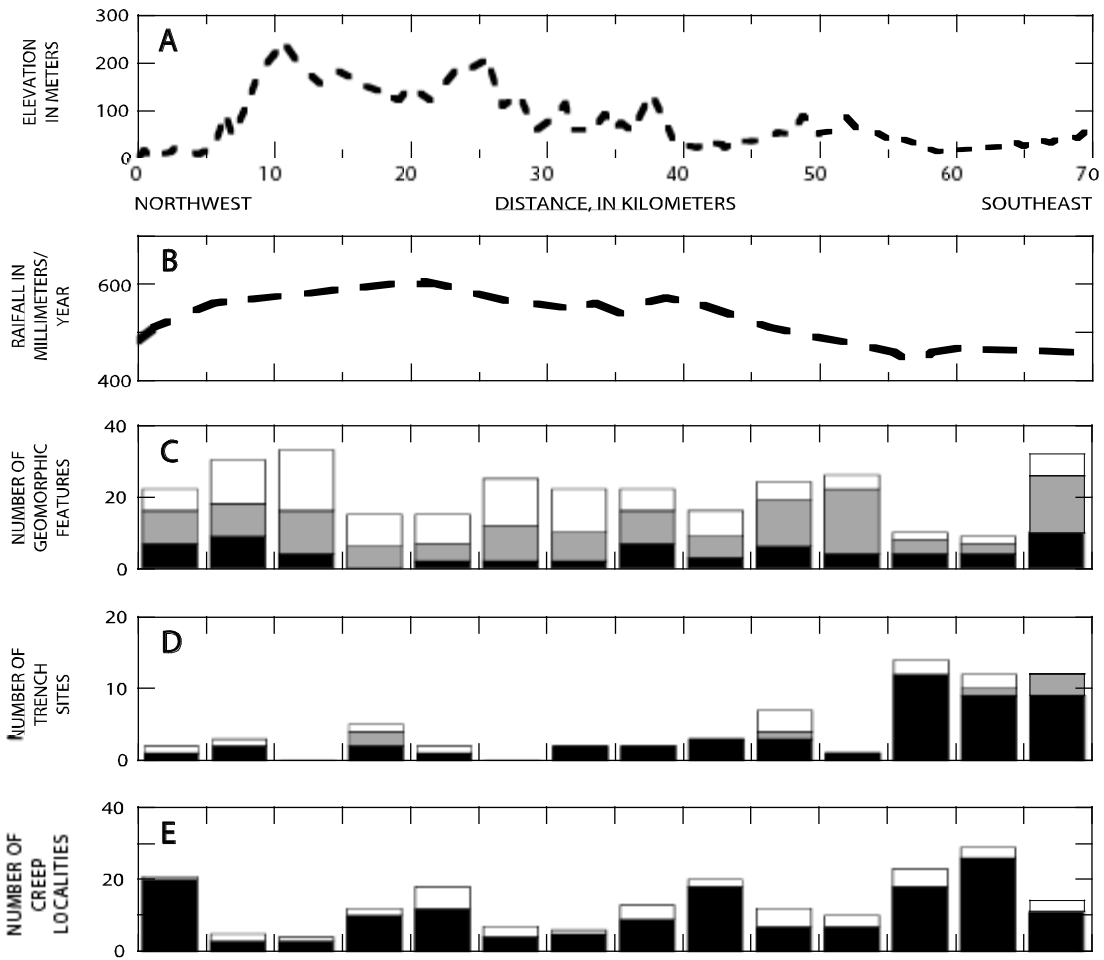 A
ELEVATION
IN METERS
300
200
100
0
0 10 20 30 40 50 60 70
NORTHWEST DISTANCE, IN KILOMETERS SOUTHEAST
B
RAIFALL IN
MILLIMETERS/
YEAR
600
400
C
NUMBER OF
GEOMORPHIC
FEATURES
40
20
0
D
NUMBER OF
TRENCH
SITES
20
10
0
E
NUMBER OF
CREEP
LOCALITIES
40
20
0